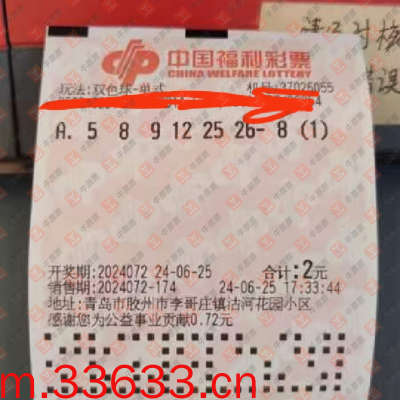 中国福利彩票
CHINA WELFARE LOTTERY
玩法:双色球-单式 机号:37025055
A. 5 8 9 12 25 26- 8 (1)
开奖期:2024072 24-06-25 合计:2元
销售期:2024072-174 24-06-25 17:33:44
地址:青岛市胶州市李哥庄镇沽河花园小区
感谢您为公益事业贡献0.72元
m.33633.cn